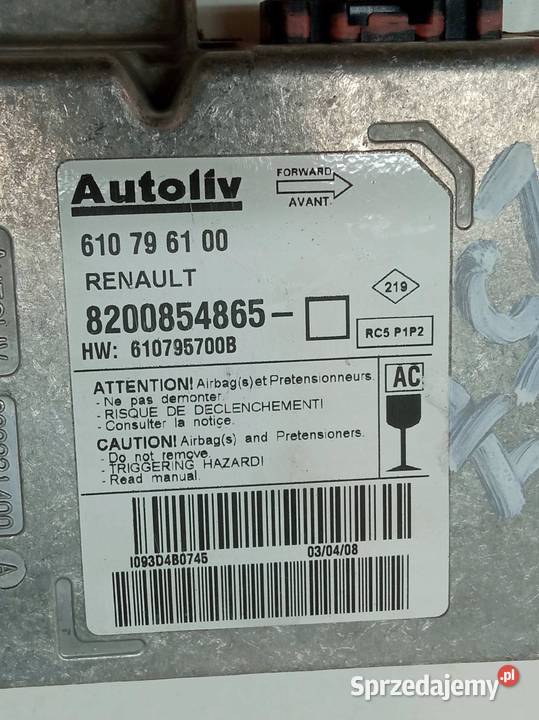 Autoliv
FORWARD
AVANT
610 79 61 00
RENAULT
8200854865-
219
RC5 P1P2
HW: 610795700B
ATTENTION! Airbag(s)et Pretensionneurs.
- Ne pas demonter.
- RISQUE DE DECLENCHEMENT!
- Consulter la notice.
AC
CAUTION! Airbag(s) and Pretensioners.
- Do not remove.
- TRIGGERING HAZARD!
- Read manual.
I093D4B0745
03/04/08
A
Sprzedajemy.pl